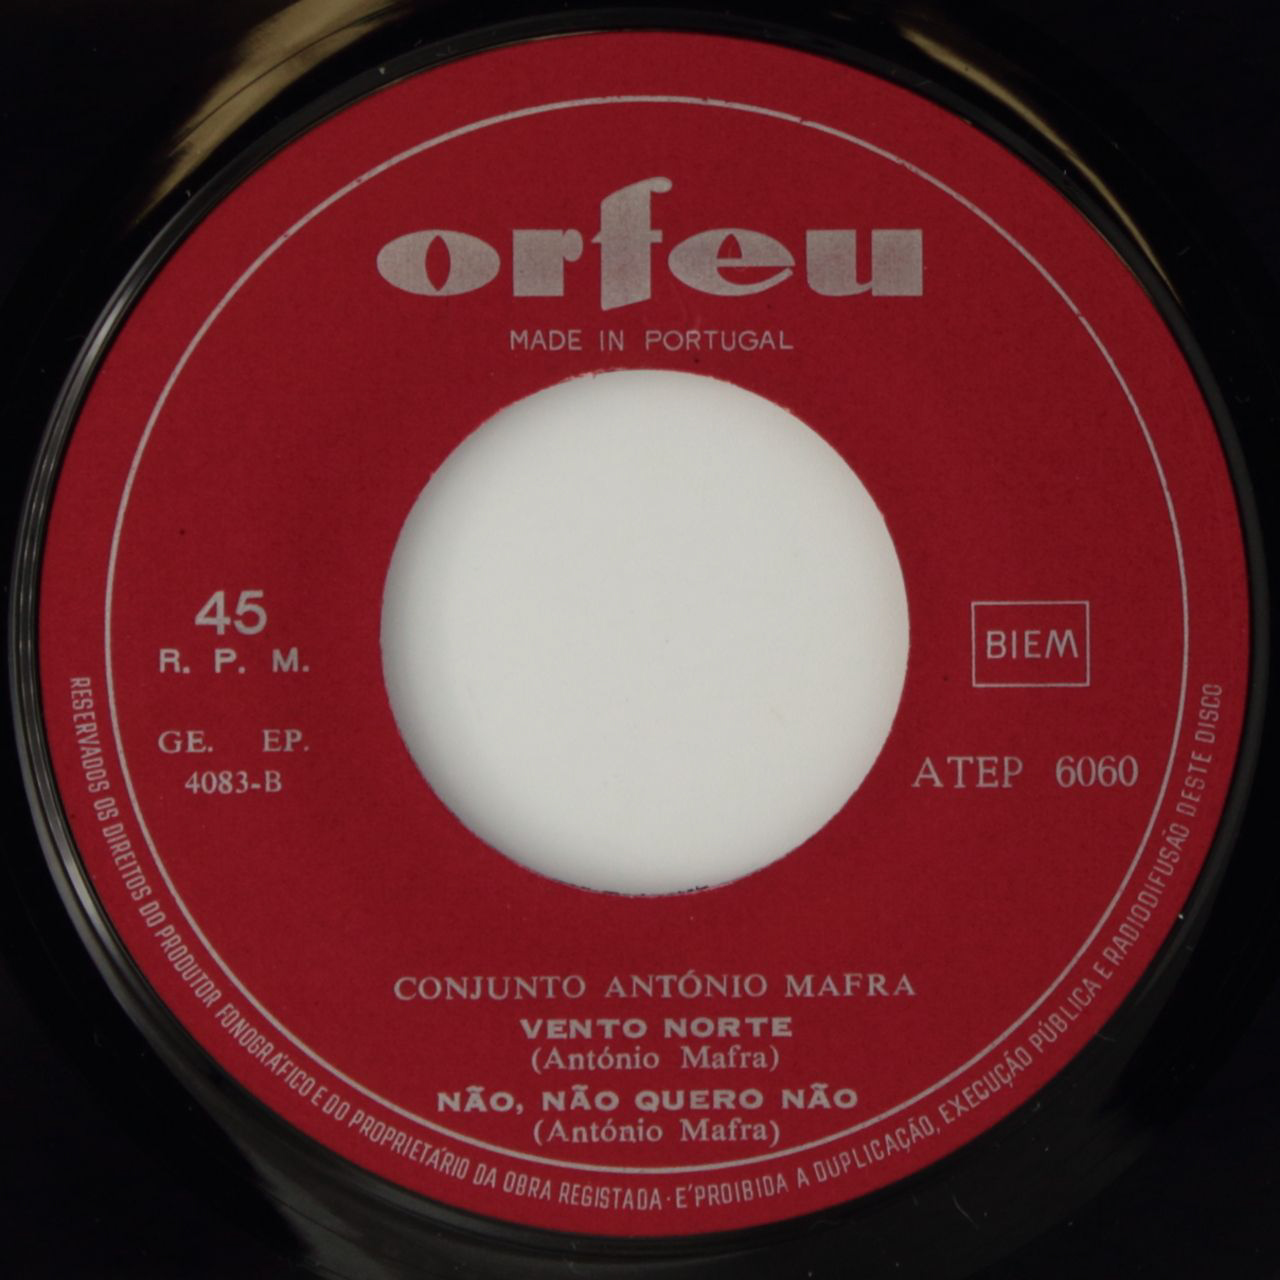 orfeu
MADE IN PORTUGAL
45
R. P. M.
GE. EP.
4083-B
BIEM
ATEP 6060
CONJUNTO ANTÓNIO MAFRA
VENTO NORTE
(António Mafra)
NÃO, NÃO QUERO NÃO
(António Mafra)
RESERVADOS OS DIREITOS DO PRODUTOR FONOGRÁFICO E DO PROPRIETÁRIO DA OBRA REGISTADA · E'PROIBIDA A DUPLICAÇÃO, EXECUÇÃO PÚBLICA E RADIODIFUSÃO DESTE DISCO